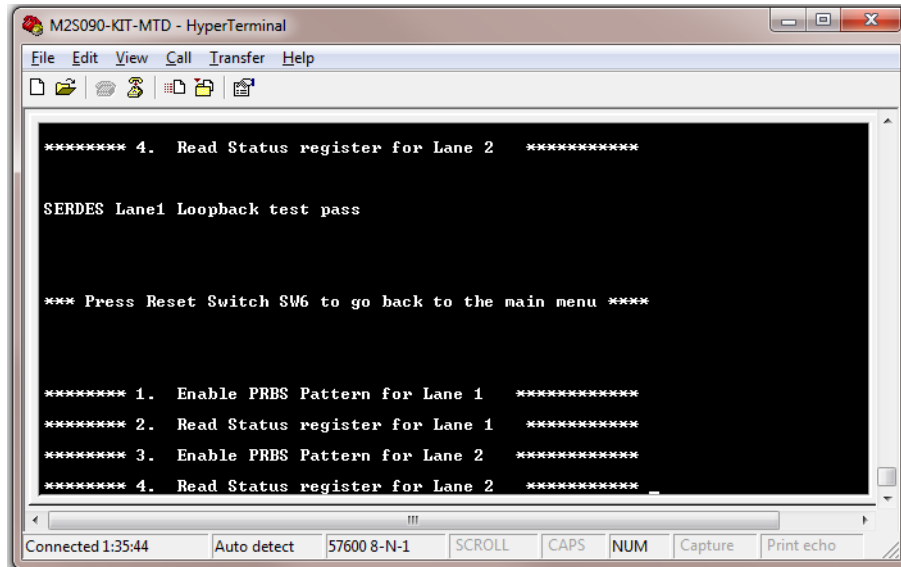 M2S090-KIT-MTD - HyperTerminal
File Edit View Call Transfer Help
******** 4. Read Status register for Lane 2 ***********
SERDES Lane1 Loopback test pass
*** Press Reset Switch SW6 to go back to the main menu ****
******** 1. Enable PRBS Pattern for Lane 1 ************
******** 2. Read Status register for Lane 1 ***********
******** 3. Enable PRBS Pattern for Lane 2 ************
******** 4. Read Status register for Lane 2 *********** _
Connected 1:35:44 Auto detect 57600 8-N-1 SCROLL CAPS NUM Capture Print echo